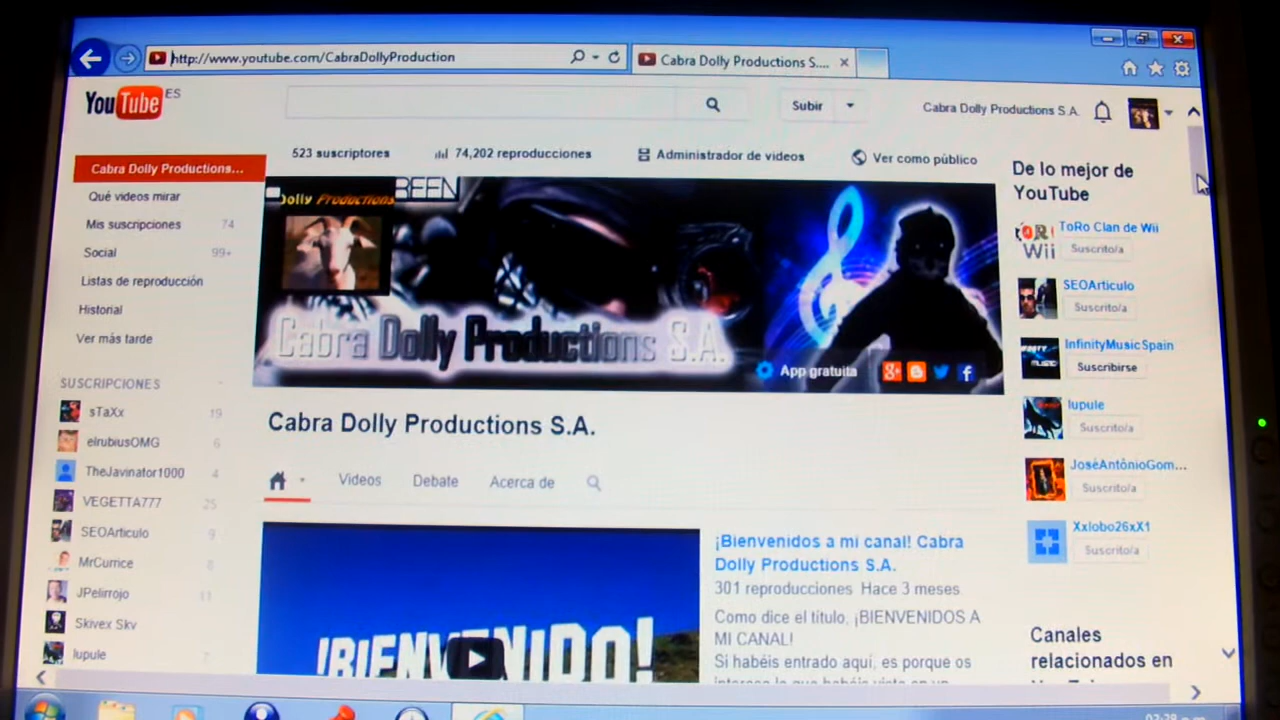 http://www.youtube.com/CabraDollyProduction
Cabra Dolly Productions S....
YouTube ES
Subir
Cabra Dolly Productions S.A.
523 suscriptores
74,202 reproducciones
Administrador de videos
Ver como público
Cabra Dolly Productions...
Qué videos mirar
Mis suscripciones 74
Social 99+
Listas de reproducción
Historial
Ver más tarde
SUSCRIPCIONES
sTaXx 19
elrubiusOMG 6
TheJavinator1000 4
VEGETTA777 25
SEOArticulo 9
MrCurrice 8
JPelirrojo 11
Skivex Skv
lupule 7
Dolly Productions
REEN
Cabra Dolly Productions S.A.
App gratuita
Cabra Dolly Productions S.A.
Videos
Debate
Acerca de
¡BIENVENIDO!
¡Bienvenidos a mi canal! Cabra
Dolly Productions S.A.
301 reproducciones Hace 3 meses
Como dice el título, ¡BIENVENIDOS A
MI CANAL!
Si habéis entrado aquí, es porque os
De lo mejor de
YouTube
ToRo Clan de Wii
Suscrito/a
SEOArticulo
Suscrito/a
InfinityMusicSpain
Suscribirse
lupule
Suscrito/a
JoséAntônioGom...
Suscrito/a
Xxlobo26xX1
Suscrito/a
Canales
relacionados en